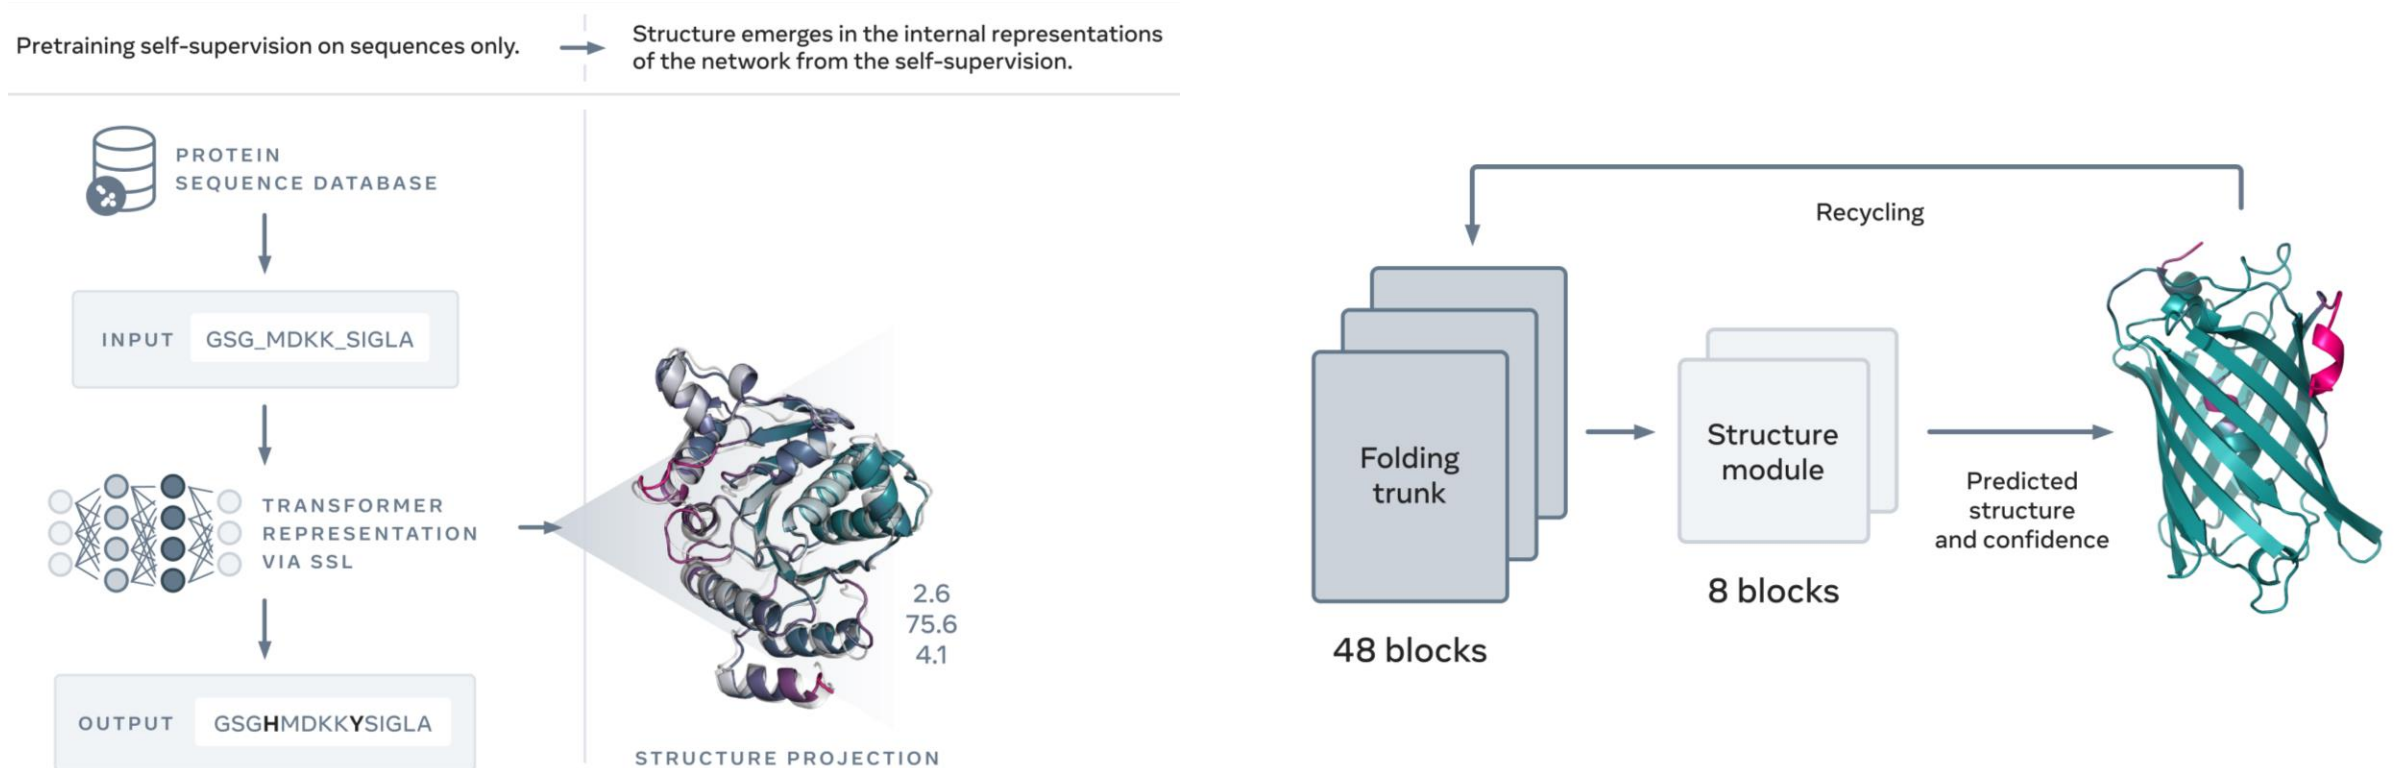 Pretraining self-supervision on sequences only.
Structure emerges in the internal representations
of the network from the self-supervision.
PROTEIN
SEQUENCE DATABASE
INPUT GSG_MDKK_SIGLA
TRANSFORMER
REPRESENTATION
VIA SSL
OUTPUT GSGHMDKKYSIGLA
2.6
75.6
4.1
STRUCTURE PROJECTION
Recycling
Folding
trunk
48 blocks
Structure
module
8 blocks
Predicted
structure
and confidence